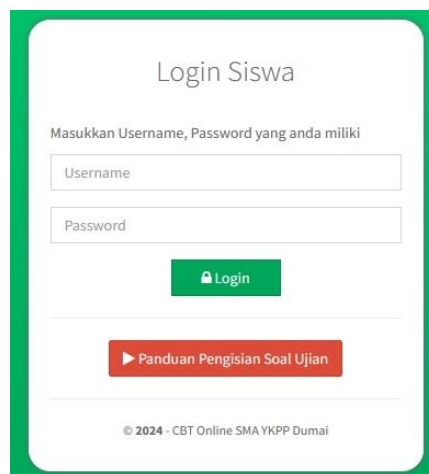 Login Siswa
Masukkan Username, Password yang anda miliki
Username
Password
Login
Panduan Pengisian Soal Ujian
© 2024 - CBT Online SMA YKPP Dumai